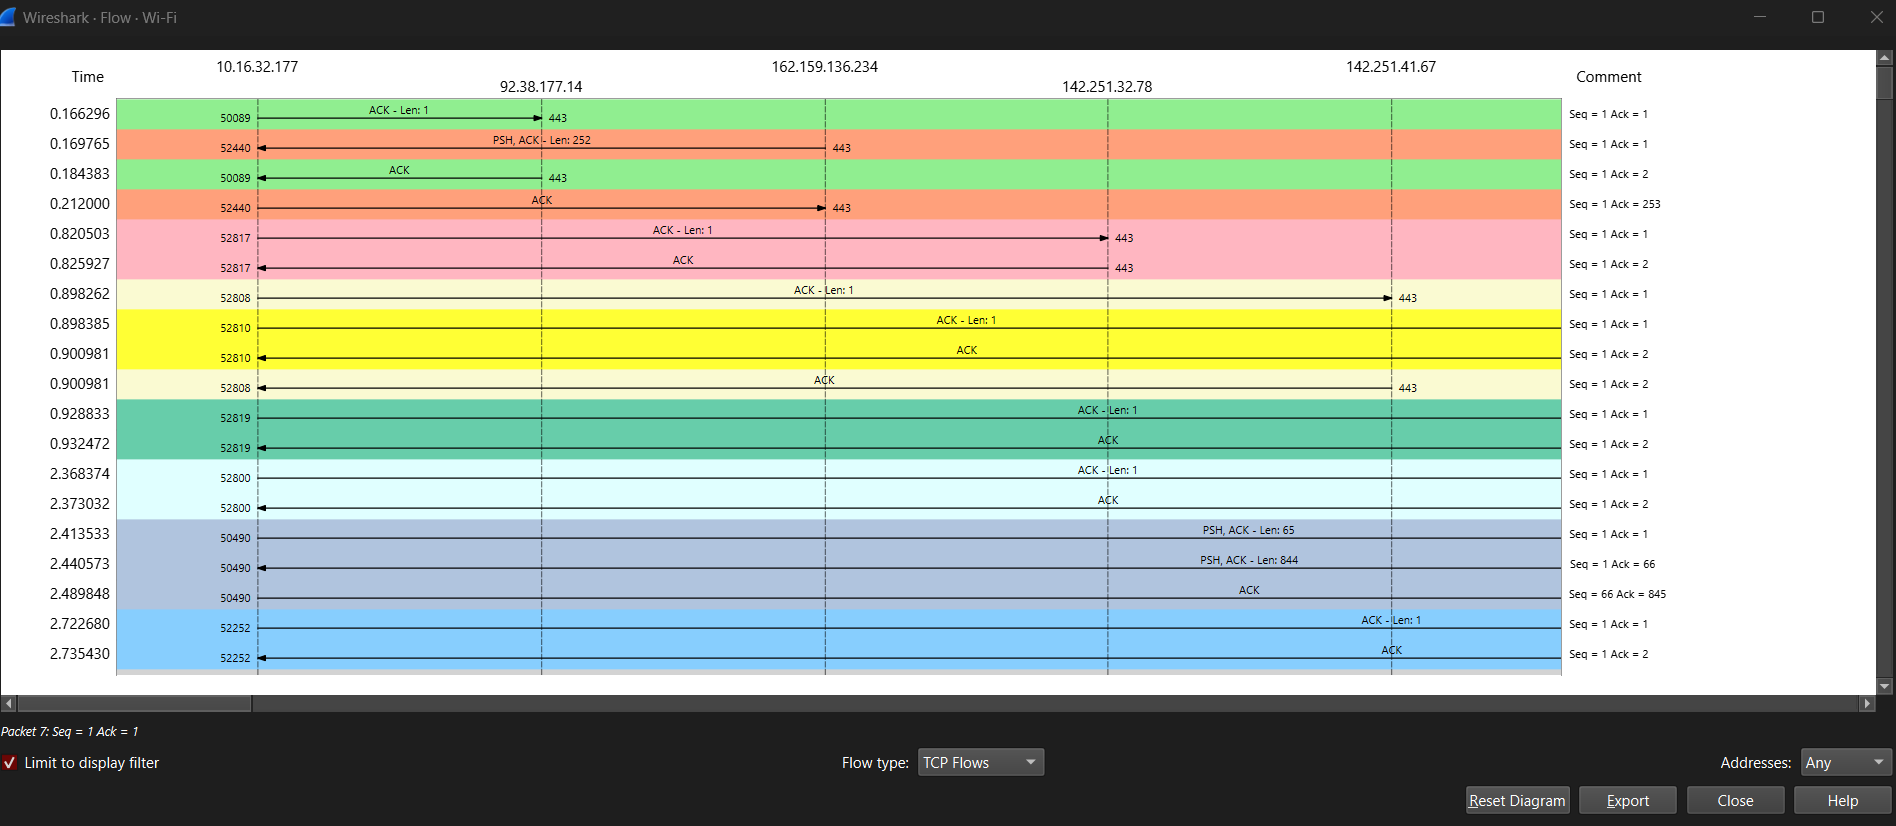 Wireshark · Flow · Wi-Fi
Time 10.16.32.177 92.38.177.14 162.159.136.234 142.251.32.78 142.251.41.67 Comment
0.166296 50089 ACK - Len: 1 443 Seq = 1 Ack = 1
0.169765 52440 PSH, ACK - Len: 252 443 Seq = 1 Ack = 1
0.184383 50089 ACK 443 Seq = 1 Ack = 2
0.212000 52440 ACK 443 Seq = 1 Ack = 253
0.820503 52817 ACK - Len: 1 443 Seq = 1 Ack = 1
0.825927 52817 ACK 443 Seq = 1 Ack = 2
0.898262 52808 ACK - Len: 1 443 Seq = 1 Ack = 1
0.898385 52810 ACK - Len: 1 Seq = 1 Ack = 1
0.900981 52810 ACK Seq = 1 Ack = 2
0.900981 52808 ACK 443 Seq = 1 Ack = 2
0.928833 52819 ACK - Len: 1 Seq = 1 Ack = 1
0.932472 52819 ACK Seq = 1 Ack = 2
2.368374 52800 ACK - Len: 1 Seq = 1 Ack = 1
2.373032 52800 ACK Seq = 1 Ack = 2
2.413533 50490 PSH, ACK - Len: 65 Seq = 1 Ack = 1
2.440573 50490 PSH, ACK - Len: 844 Seq = 1 Ack = 66
2.489848 50490 ACK Seq = 66 Ack = 845
2.722680 52252 ACK - Len: 1 Seq = 1 Ack = 1
2.735430 52252 ACK Seq = 1 Ack = 2
Packet 7: Seq = 1 Ack = 1
Limit to display filter Flow type: TCP Flows Addresses: Any
Reset Diagram Export Close Help